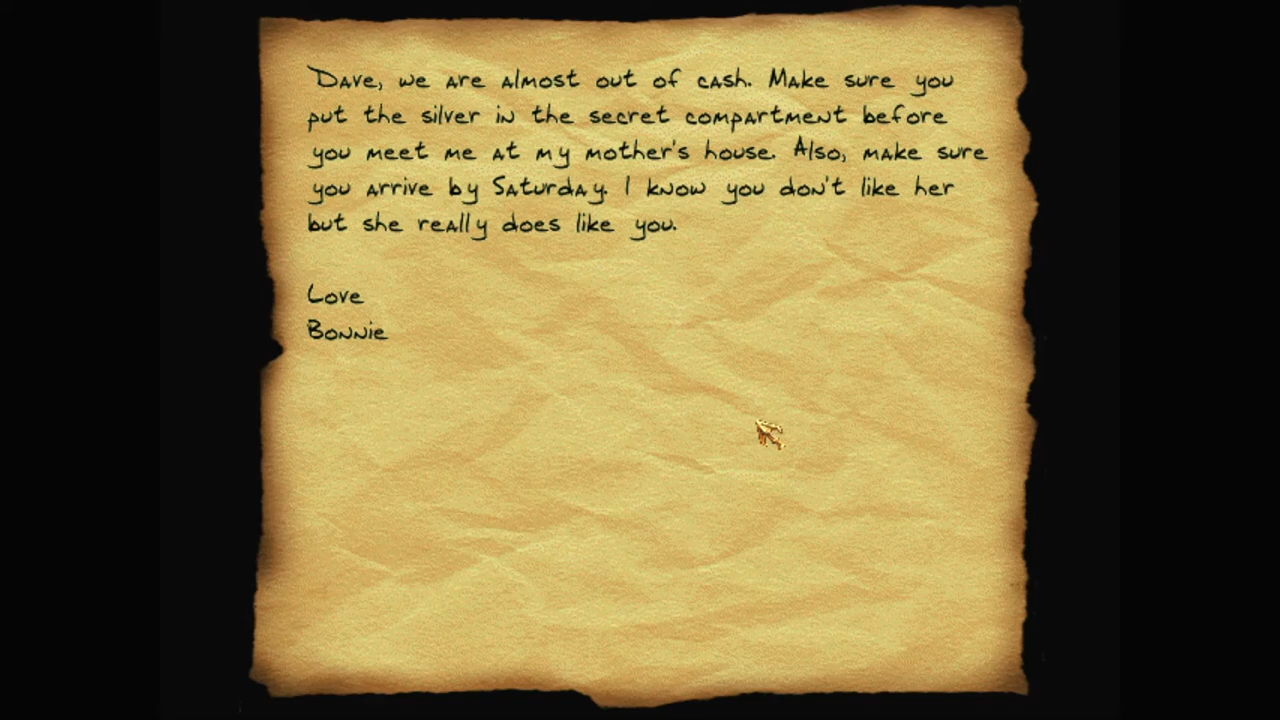 Dave, we are almost out of cash. Make sure you
put the silver in the secret compartment before
you meet me at my mother's house. Also, make sure
you arrive by Saturday. I know you don't like her
but she really does like you.
Love
Bonnie